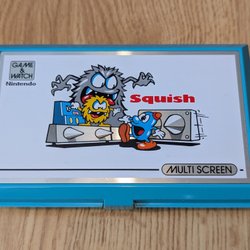 GAME &
WATCH
Nintendo
Squish
MULTI SCREEN